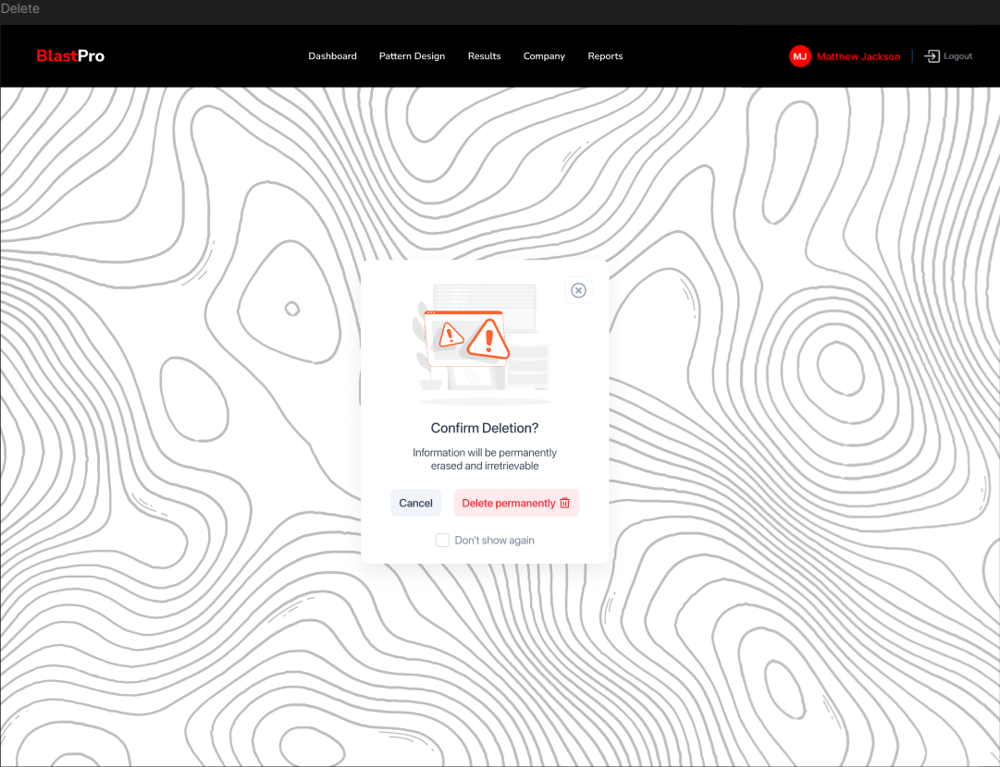 Delete
BlastPro
Dashboard
Pattern Design
Results
Company
Reports
MJ
Matthew Jackson
Logout
Confirm Deletion?
Information will be permanently
erased and irretrievable
Cancel
Delete permanently
Don't show again